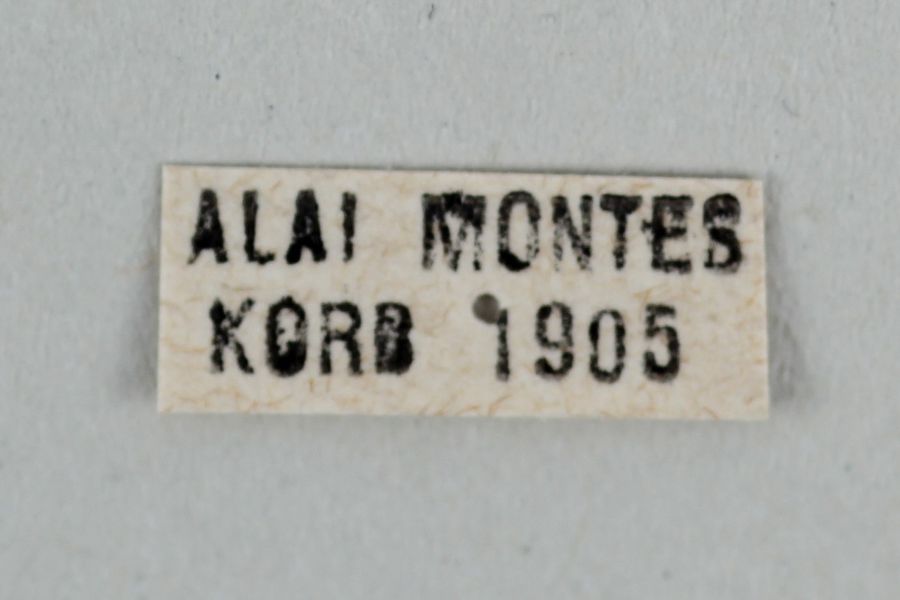 ALAI MONTES
KORB 1905